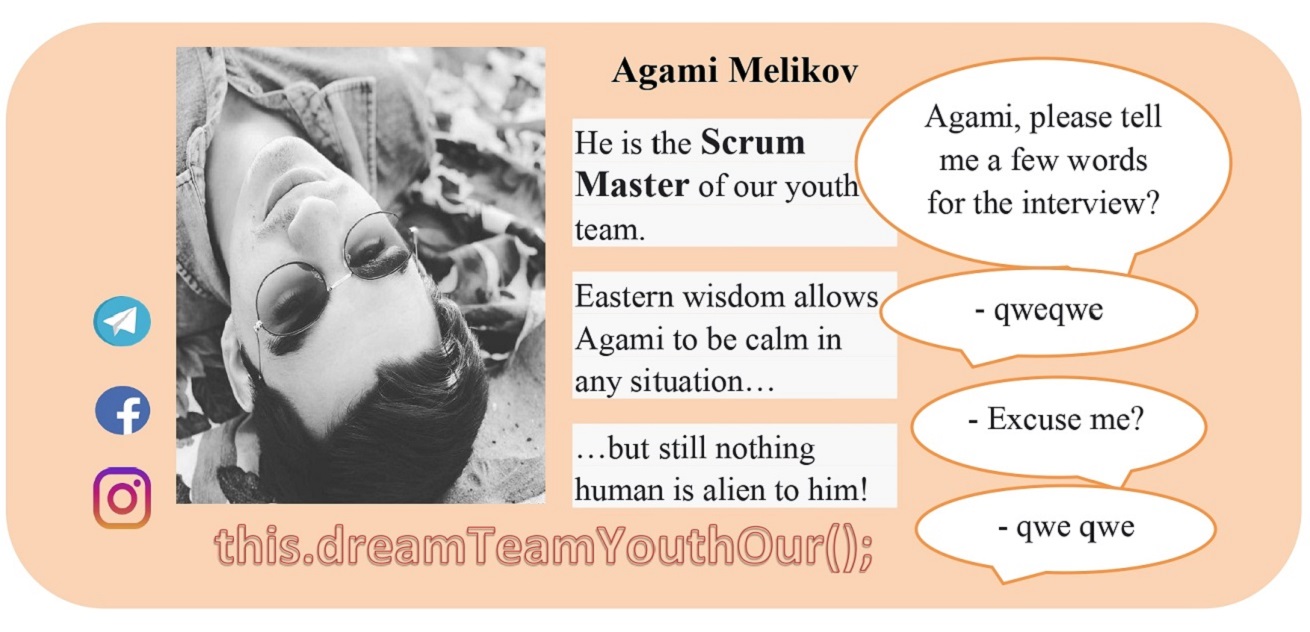 Agami Melikov
He is the Scrum
Master of our youth
team.
Eastern wisdom allows
Agami to be calm in
any situation…
…but still nothing
human is alien to him!
this.dreamTeamYouthOur();
Agami, please tell
me a few words
for the interview?
- qweqwe
- Excuse me?
- qwe qwe